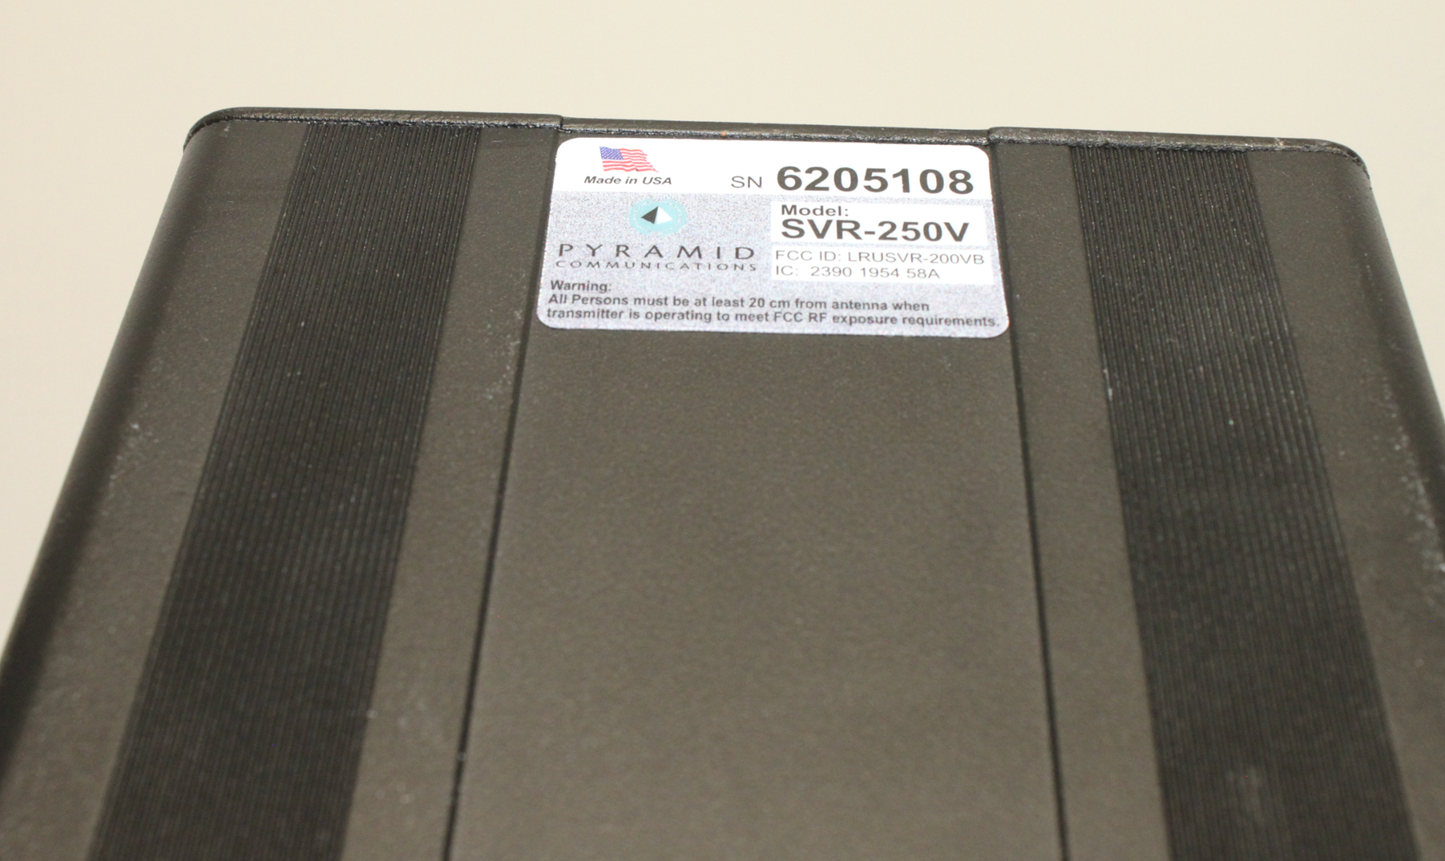 Made in USA
SN 6205108
PYRAMID
COMMUNICATIONS
Model:
SVR-250V
FCC ID: LRUSVR-200VB
IC: 2390 1954 58A
Warning:
All Persons must be at least 20 cm from antenna when
transmitter is operating to meet FCC RF exposure requirements.